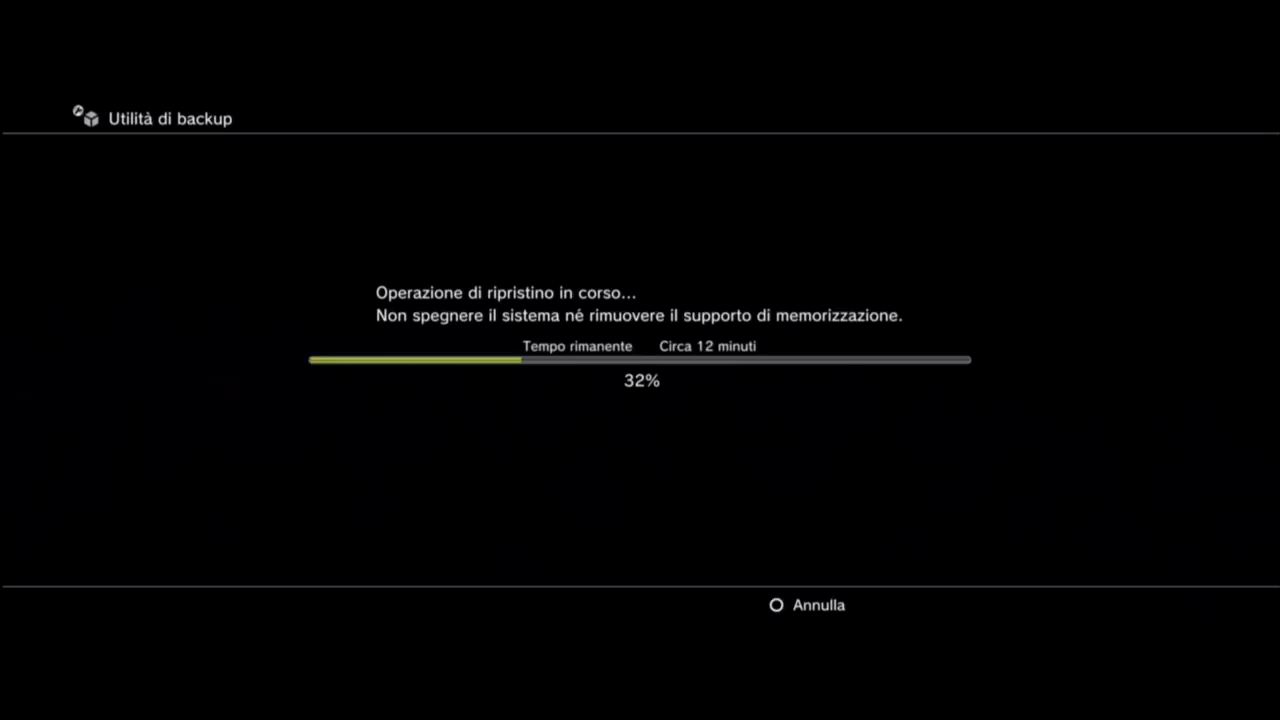 Utilità di backup
Operazione di ripristino in corso...
Non spegnere il sistema né rimuovere il supporto di memorizzazione.
Tempo rimanente Circa 12 minuti
32%
Annulla